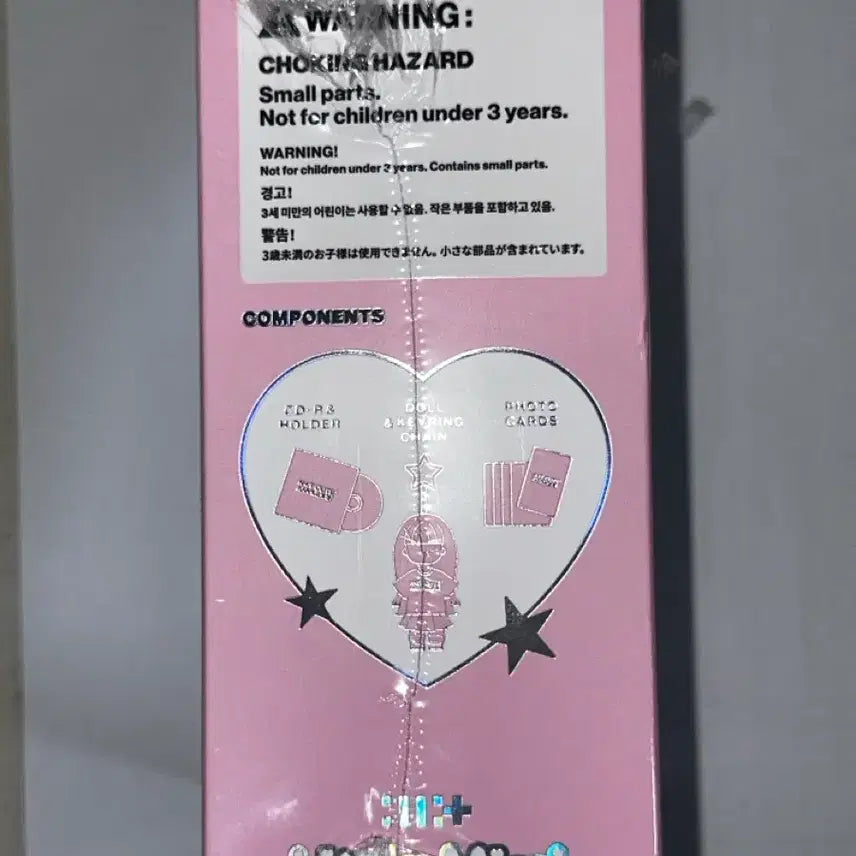 WARNING:
CHOKING HAZARD
Small parts.
Not for children under 3 years.
WARNING!
Not for children under 3 years. Contains small parts.
경고!
3세 미만의 어린이는 사용할 수 없음. 작은 부품을 포함하고 있음.
警告!
3歳未満のお子様は使用できません。小さな部品が含まれています。
COMPONENTS
CD-R &
HOLDER
DOLL
& KEYRING
CHAIN
PHOTO
CARDS